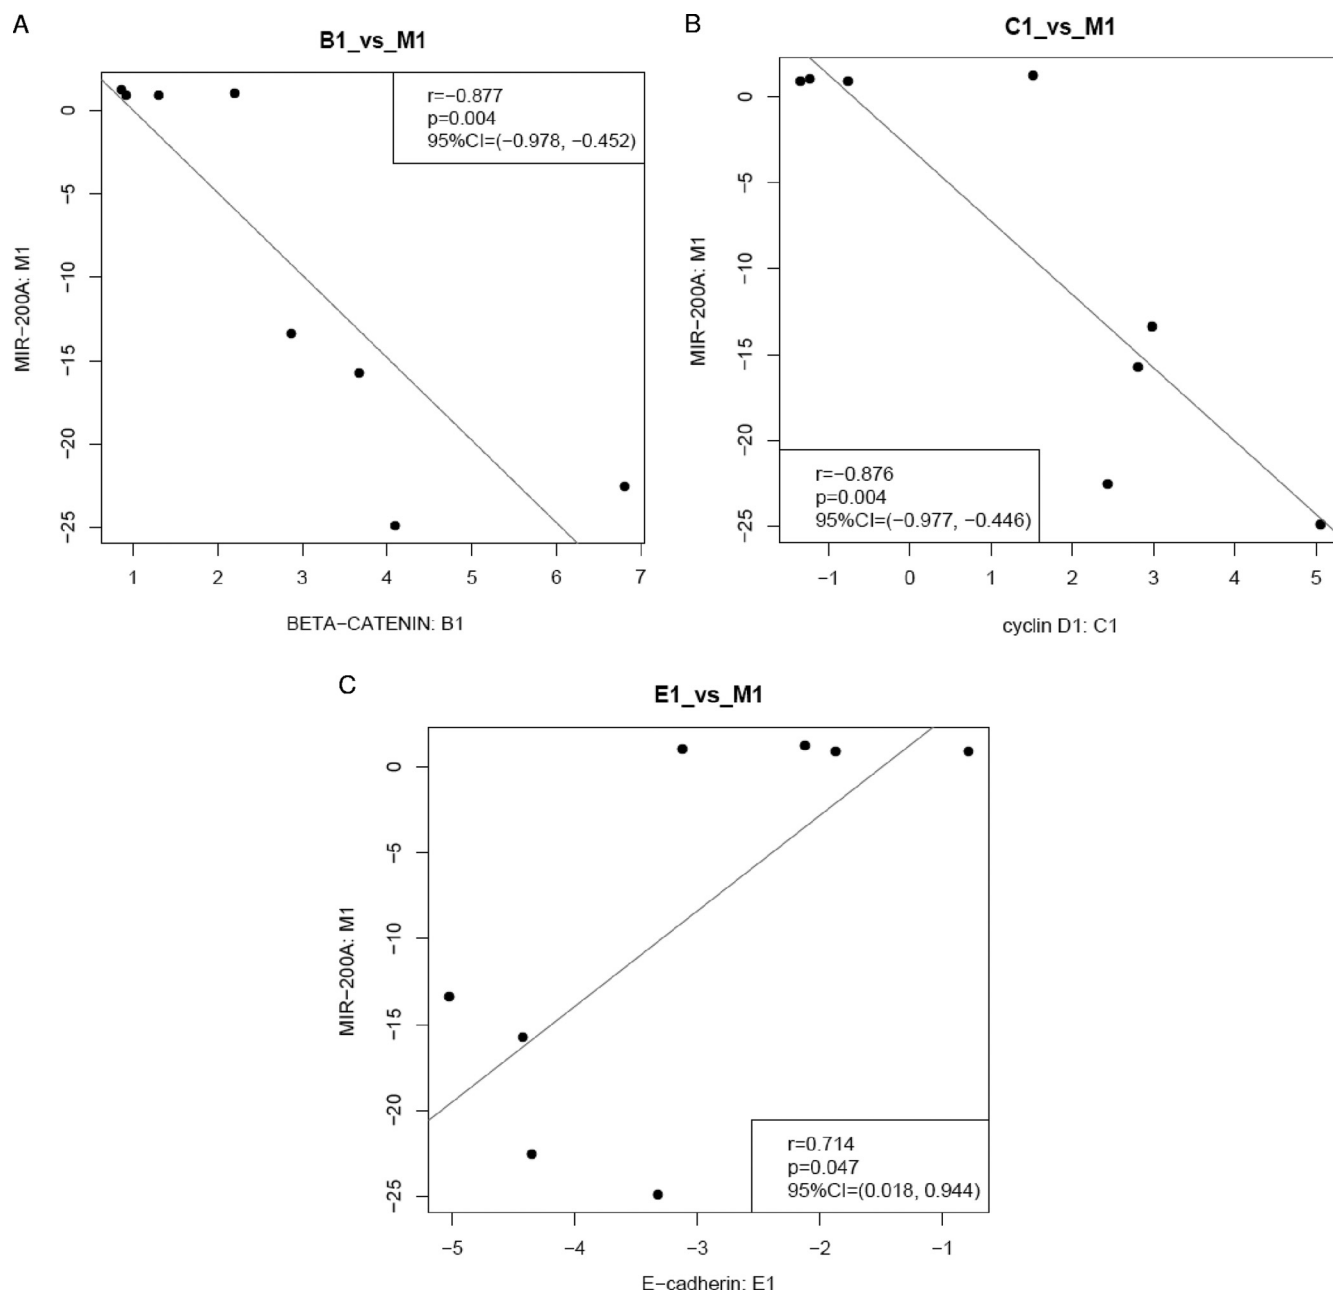 A
B1_vs_M1
r=−0.877
p=0.004
95%CI=(−0.978, −0.452)
MIR−200A: M1
0
−5
−10
−15
−20
−25
1 2 3 4 5 6 7
BETA−CATENIN: B1
B
C1_vs_M1
MIR−200A: M1
0
−5
−10
−15
−20
−25
r=−0.876
p=0.004
95%CI=(−0.977, −0.446)
−1 0 1 2 3 4 5
cyclin D1: C1
C
E1_vs_M1
MIR−200A: M1
0
−5
−10
−15
−20
−25
r=0.714
p=0.047
95%CI=(0.018, 0.944)
−5 −4 −3 −2 −1
E−cadherin: E1